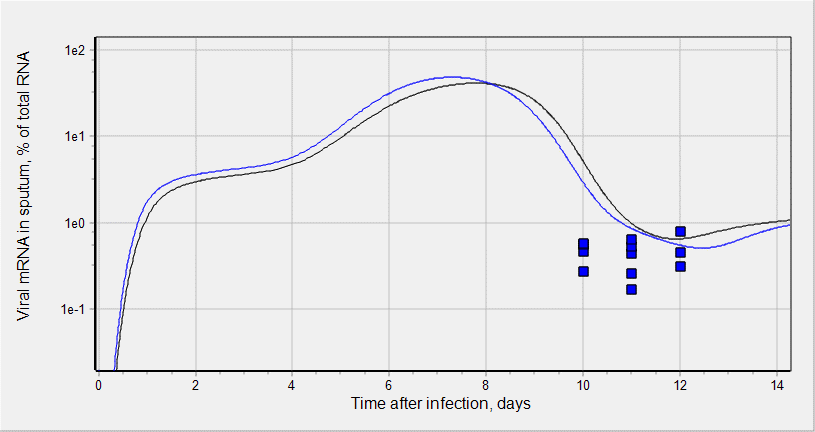 Viral mRNA in sputum, % of total RNA
1e2
1e1
1e0
1e-1
0 2 4 6 8 10 12 14
Time after infection, days